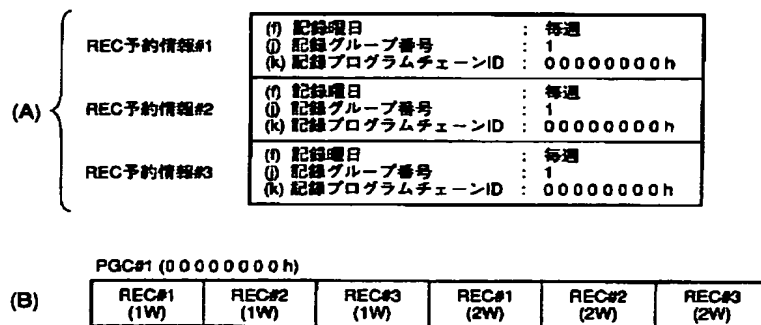 (A)
REC予約情報#1
(f) 記録曜日 : 毎週
(j) 記録グループ番号 : 1
(k) 記録プログラムチェーンID : 00000000h
REC予約情報#2
(f) 記録曜日 : 毎週
(j) 記録グループ番号 : 1
(k) 記録プログラムチェーンID : 00000000h
REC予約情報#3
(f) 記録曜日 : 毎週
(j) 記録グループ番号 : 1
(k) 記録プログラムチェーンID : 00000000h
PGC#1 (00000000h)
(B)
REC#1 REC#2 REC#3 REC#1 REC#2 REC#3
(1W) (1W) (1W) (2W) (2W) (2W)